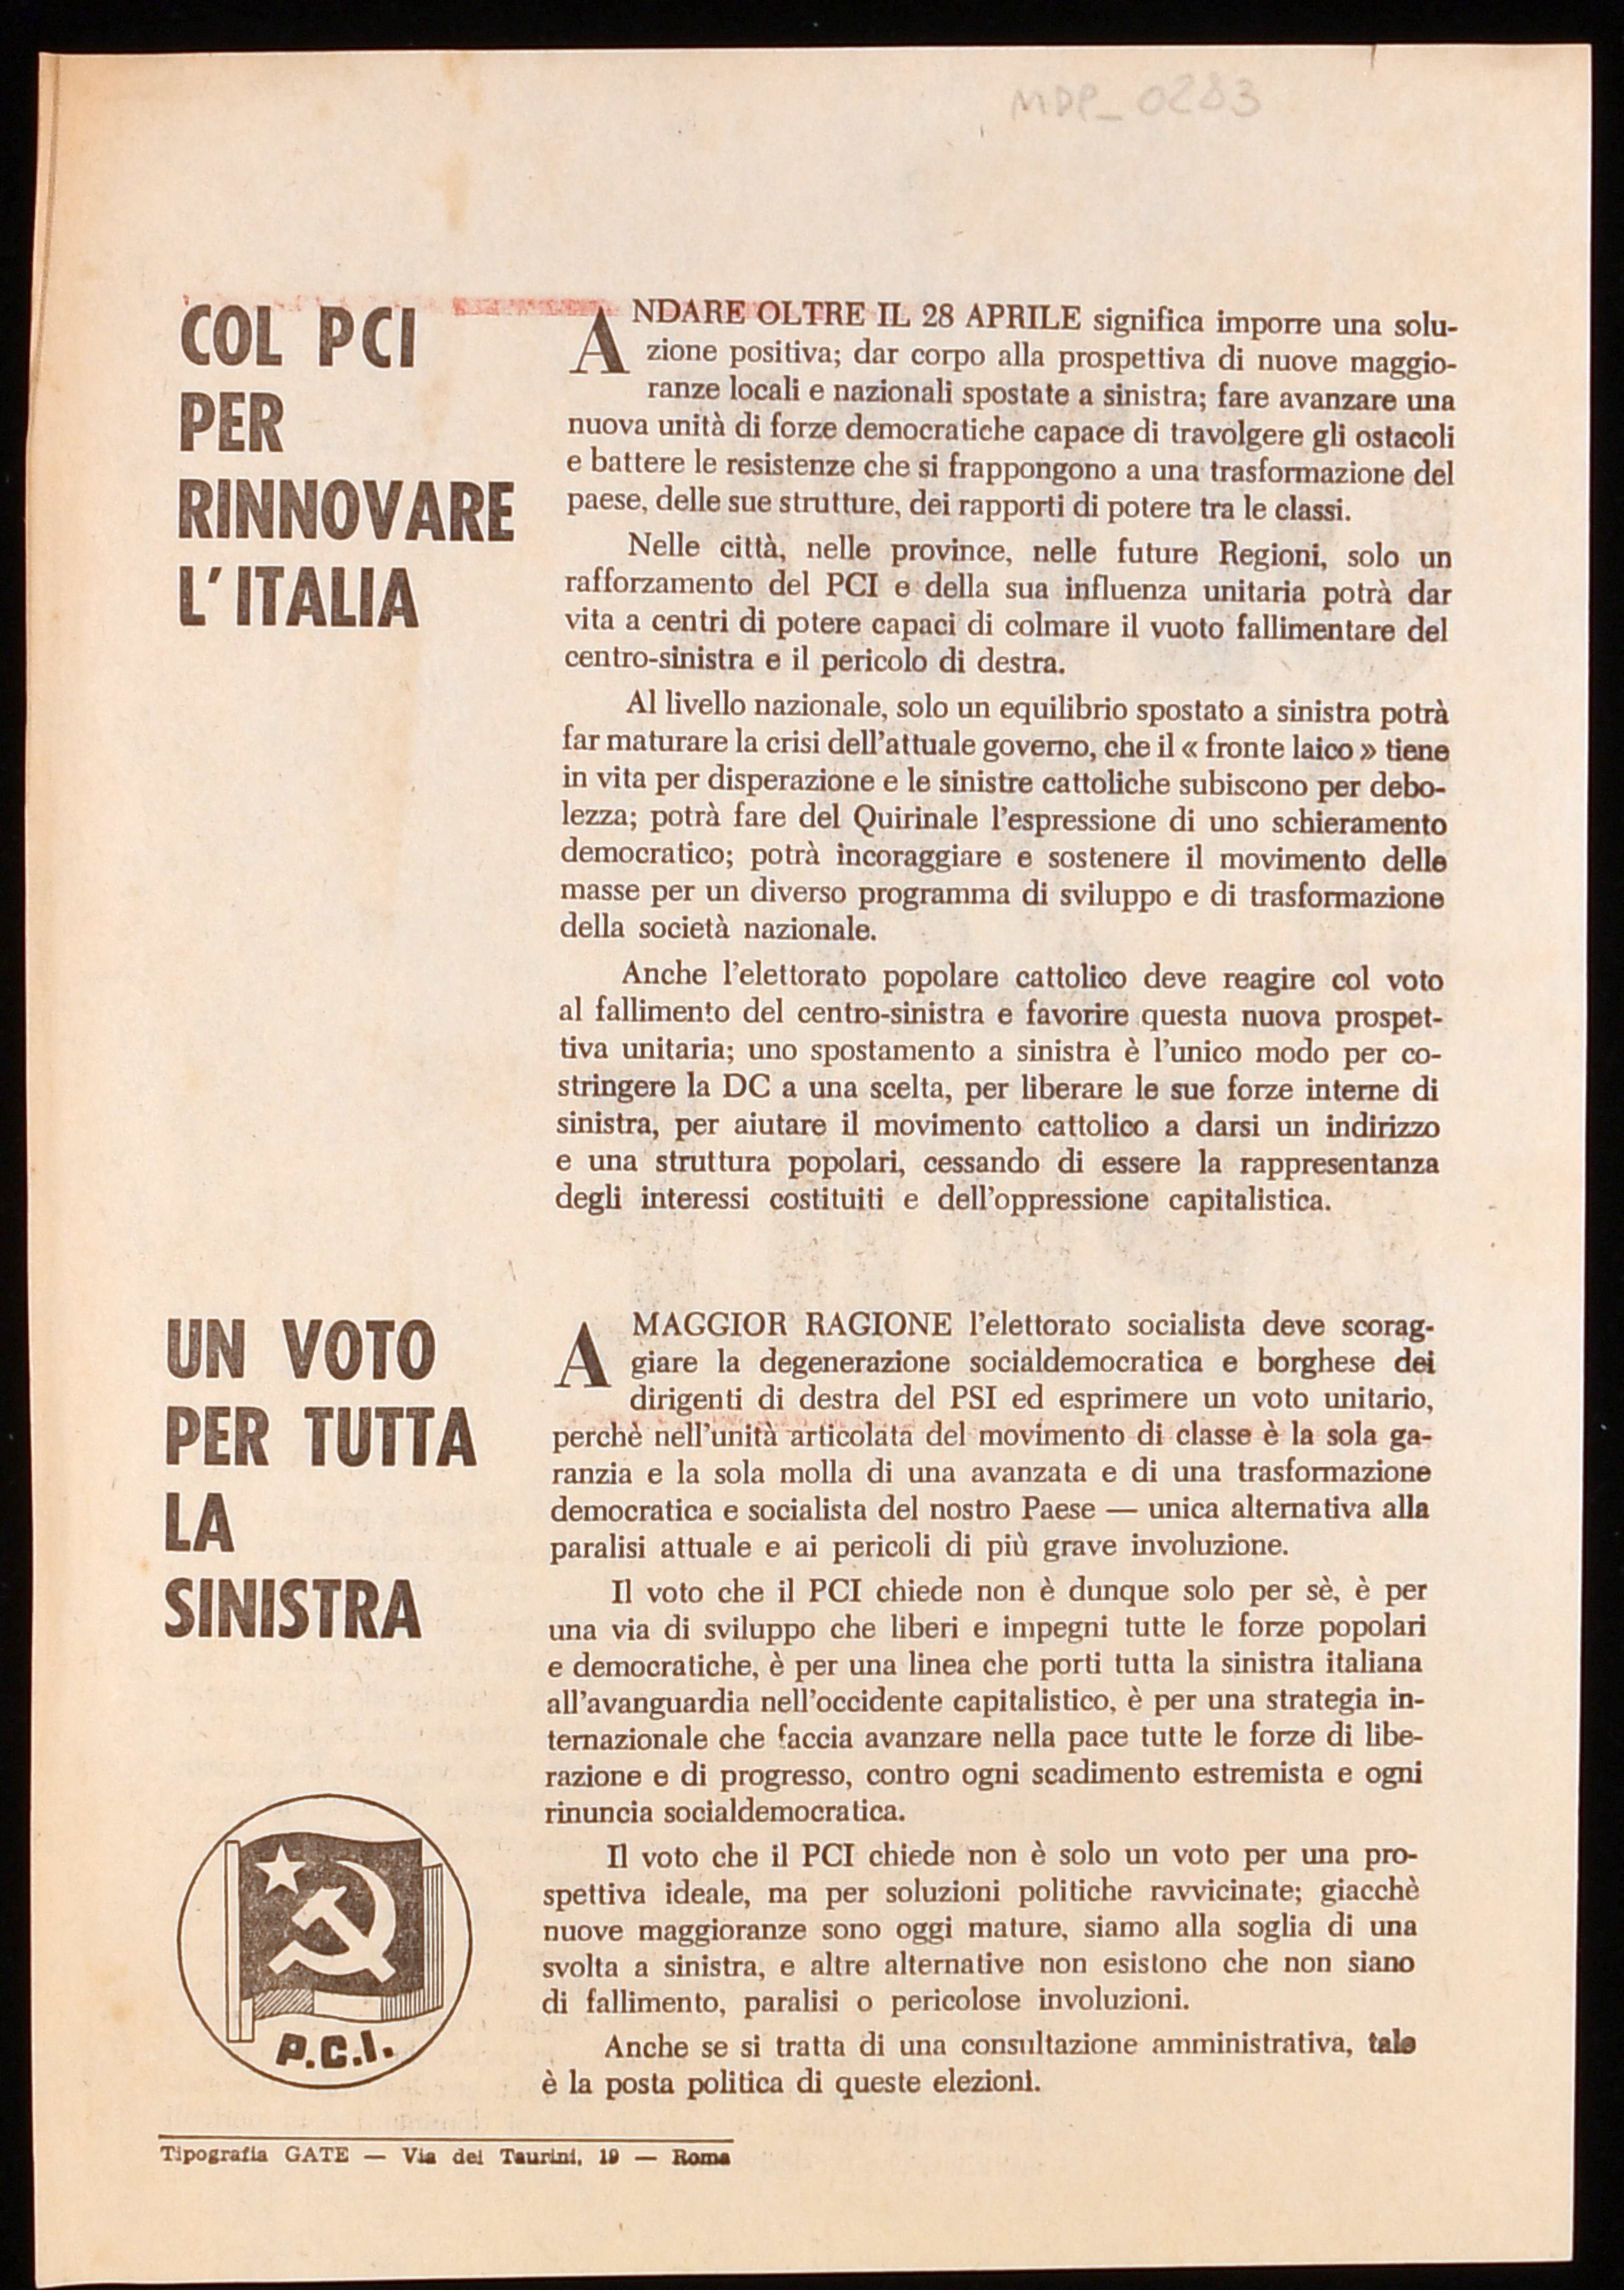 MDP_0283
COL PCI
PER
RINNOVARE
L'ITALIA
ANDARE OLTRE IL 28 APRILE significa imporre una solu-
zione positiva; dar corpo alla prospettiva di nuove maggio-
ranze locali e nazionali spostate a sinistra; fare avanzare una
nuova unità di forze democratiche capace di travolgere gli ostacoli
e battere le resistenze che si frappongono a una trasformazione del
paese, delle sue strutture, dei rapporti di potere tra le classi.
Nelle città, nelle province, nelle future Regioni, solo un
rafforzamento del PCI e della sua influenza unitaria potrà dar
vita a centri di potere capaci di colmare il vuoto fallimentare del
centro-sinistra e il pericolo di destra.
Al livello nazionale, solo un equilibrio spostato a sinistra potrà
far maturare la crisi dell'attuale governo, che il « fronte laico » tiene
in vita per disperazione e le sinistre cattoliche subiscono per debo-
lezza; potrà fare del Quirinale l'espressione di uno schieramento
democratico; potrà incoraggiare e sostenere il movimento delle
masse per un diverso programma di sviluppo e di trasformazione
della società nazionale.
Anche l'elettorato popolare cattolico deve reagire col voto
al fallimento del centro-sinistra e favorire questa nuova prospet-
tiva unitaria; uno spostamento a sinistra è l'unico modo per co-
stringere la DC a una scelta, per liberare le sue forze interne di
sinistra, per aiutare il movimento cattolico a darsi un indirizzo
e una struttura popolari, cessando di essere la rappresentanza
degli interessi costituiti e dell'oppressione capitalistica.
UN VOTO
PER TUTTA
LA
SINISTRA
A MAGGIOR RAGIONE l'elettorato socialista deve scorag-
giare la degenerazione socialdemocratica e borghese dei
dirigenti di destra del PSI ed esprimere un voto unitario,
perchè nell'unità articolata del movimento di classe è la sola ga-
ranzia e la sola molla di una avanzata e di una trasformazione
democratica e socialista del nostro Paese — unica alternativa alla
paralisi attuale e ai pericoli di più grave involuzione.
Il voto che il PCI chiede non è dunque solo per sè, è per
una via di sviluppo che liberi e impegni tutte le forze popolari
e democratiche, è per una linea che porti tutta la sinistra italiana
all'avanguardia nell'occidente capitalistico, è per una strategia in-
ternazionale che faccia avanzare nella pace tutte le forze di libe-
razione e di progresso, contro ogni scadimento estremista e ogni
rinuncia socialdemocratica.
Il voto che il PCI chiede non è solo un voto per una pro-
spettiva ideale, ma per soluzioni politiche ravvicinate; giacchè
nuove maggioranze sono oggi mature, siamo alla soglia di una
svolta a sinistra, e altre alternative non esistono che non siano
di fallimento, paralisi o pericolose involuzioni.
Anche se si tratta di una consultazione amministrativa, tale
è la posta politica di queste elezioni.
P.C.I.
Tipografia GATE — Via dei Taurini, 19 — Roma